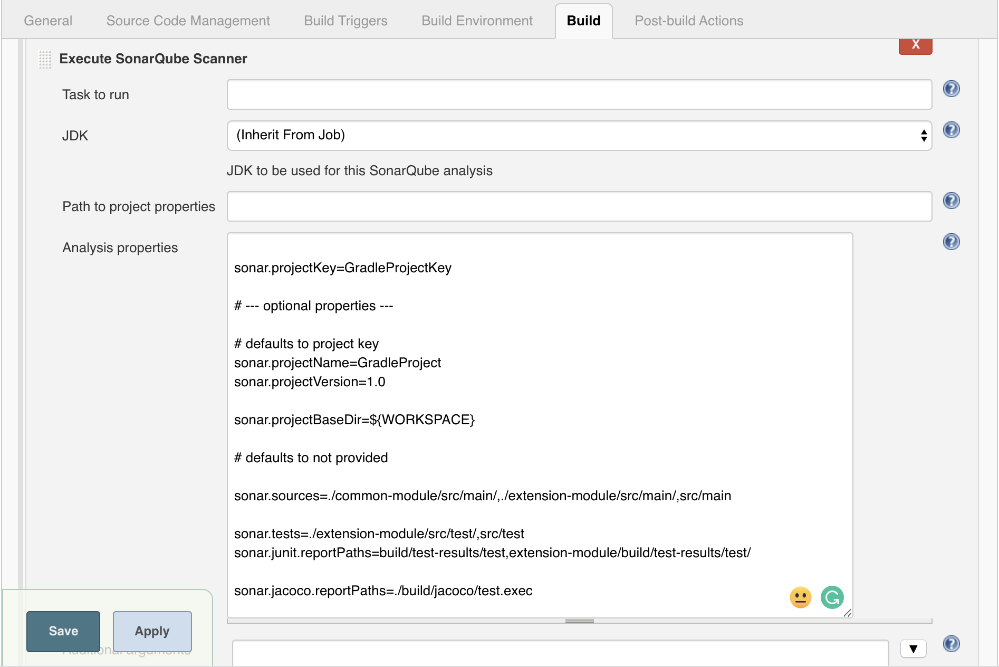 General Source Code Management Build Triggers Build Environment Build Post-build Actions
X
Execute SonarQube Scanner
Task to run
JDK (Inherit From Job)
JDK to be used for this SonarQube analysis
Path to project properties
Analysis properties
sonar.projectKey=GradleProjectKey
# --- optional properties ---
# defaults to project key
sonar.projectName=GradleProject
sonar.projectVersion=1.0
sonar.projectBaseDir=${WORKSPACE}
# defaults to not provided
sonar.sources=./common-module/src/main/,./extension-module/src/main/,src/main
sonar.tests=./extension-module/src/test/,src/test
sonar.junit.reportPaths=build/test-results/test,extension-module/build/test-results/test/
sonar.jacoco.reportPaths=./build/jacoco/test.exec
Save Apply
Additional arguments